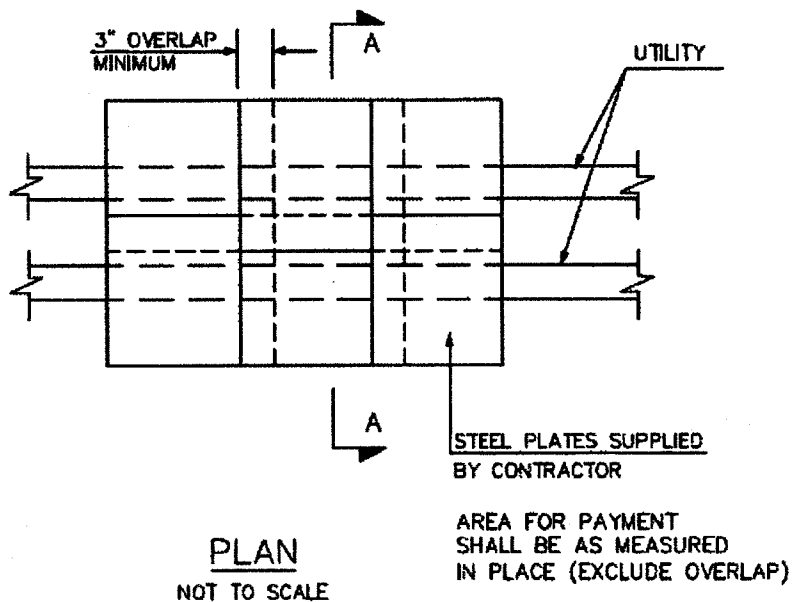 3" OVERLAP
MINIMUM
A
UTILITY
A
STEEL PLATES SUPPLIED
BY CONTRACTOR
AREA FOR PAYMENT
SHALL BE AS MEASURED
IN PLACE (EXCLUDE OVERLAP)
PLAN
NOT TO SCALE